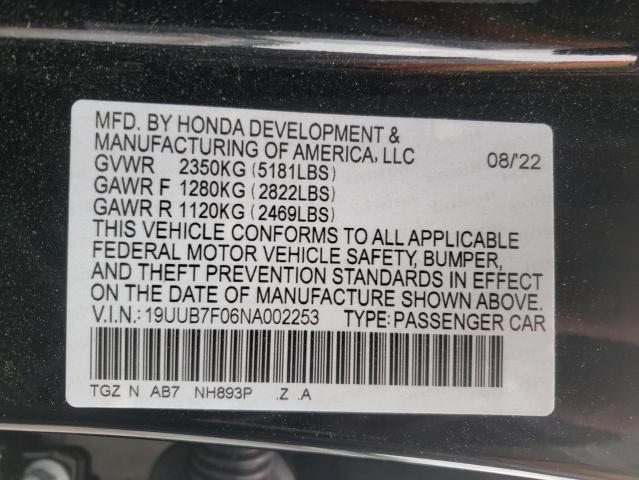 MFD. BY HONDA DEVELOPMENT &
MANUFACTURING OF AMERICA, LLC 08/'22
GVWR 2350KG (5181LBS)
GAWR F 1280KG (2822LBS)
GAWR R 1120KG (2469LBS)
THIS VEHICLE CONFORMS TO ALL APPLICABLE
FEDERAL MOTOR VEHICLE SAFETY, BUMPER,
AND THEFT PREVENTION STANDARDS IN EFFECT
ON THE DATE OF MANUFACTURE SHOWN ABOVE.
V.I.N.: 19UUB7F06NA002253 TYPE: PASSENGER CAR
TGZ N AB7 NH893P .Z .A